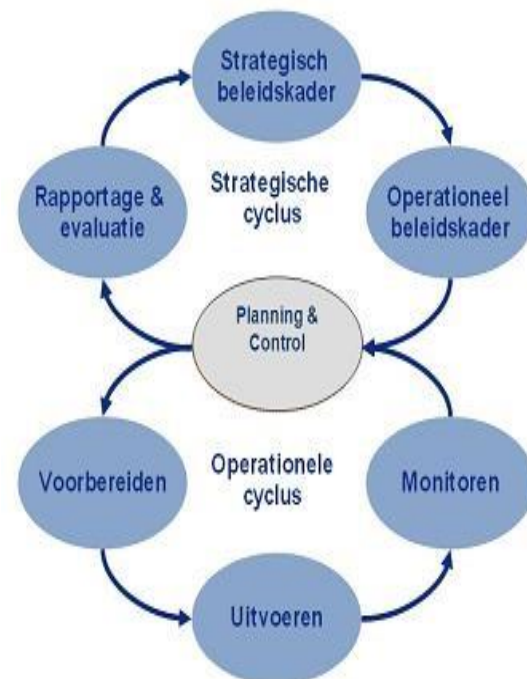 Strategisch
beleidskader
Rapportage &
evaluatie
Strategische
cyclus
Operationeel
beleidskader
Planning &
Control
Voorbereiden
Operationele
cyclus
Monitoren
Uitvoeren